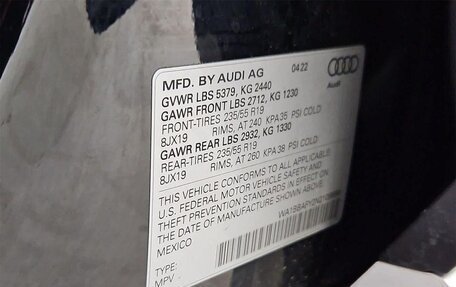 MFD. BY AUDI AG 04.22
Audi
GVWR LBS 5379, KG 2440
GAWR FRONT LBS 2712, KG 1230
FRONT-TIRES 235/55 R19
8JX19 RIMS, AT 240 KPA 35 PSI COLD
GAWR REAR LBS 2932, KG 1330
REAR-TIRES 235/55 R19
8JX19 RIMS, AT 260 KPA 38 PSI COLD
THIS VEHICLE CONFORMS TO ALL APPLICABLE
U.S. FEDERAL MOTOR VEHICLE SAFETY AND
THEFT PREVENTION STANDARDS IN EFFECT ON
THE DATE OF MANUFACTURE SHOWN ABOVE.
MEXICO
TYPE: